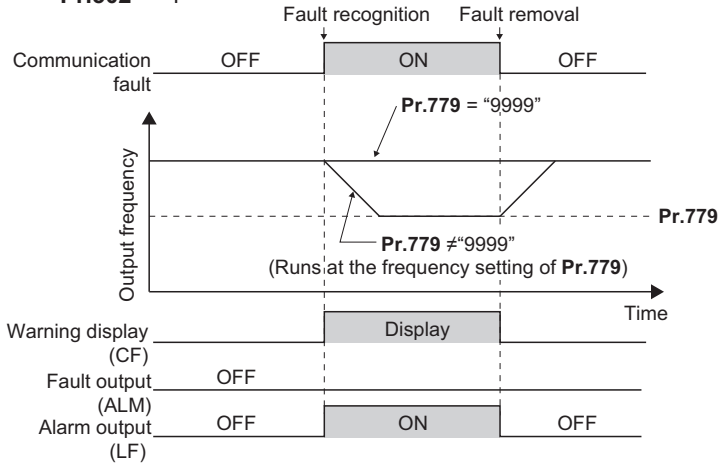 Fault recognition Fault removal
Communication fault
OFF ON OFF
Pr.779 = “9999”
Output frequency
Pr.779
Pr.779 ≠“9999”
(Runs at the frequency setting of Pr.779)
Time
Warning display (CF)
Display
Fault output (ALM)
OFF
Alarm output (LF)
OFF ON OFF